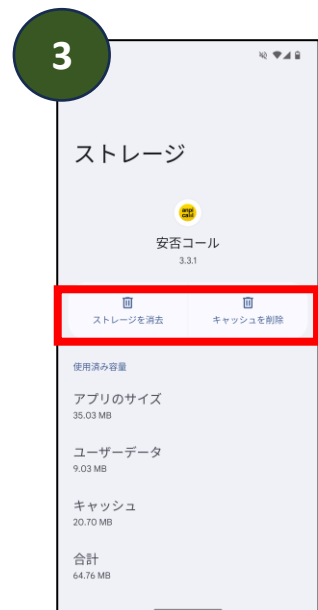 3
ストレージ
anpi
call
安否コール
3.3.1
ストレージを消去
キャッシュを削除
使用済み容量
アプリのサイズ
35.03 MB
ユーザーデータ
9.03 MB
キャッシュ
20.70 MB
合計
64.76 MB